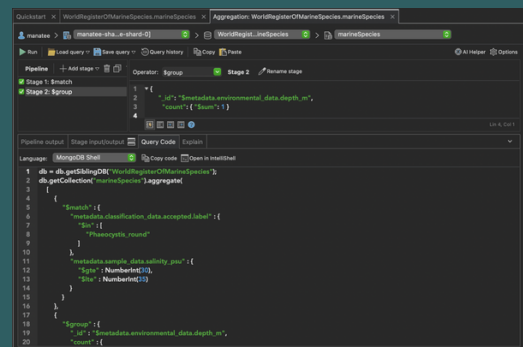 Quickstart × WorldRegisterOfMarineSpecies.marineSpecies × Aggregation: WorldRegisterOfMarineSpecies.marineSpecies ×
manatee > manatee-sha...e-shard-0] > WorldRegist...ineSpecies > marineSpecies
Run Load query Save query Query history Copy Paste AI Helper Options
Pipeline Add stage Operator: $group Stage 2 Rename stage
Stage 1: $match
Stage 2: $group
1 {
2 "_id": "$metadata.environmental_data.depth_m",
3 "count": { "$sum": 1 }
4
Ln 4, Col 1
Pipeline output Stage input/output Query Code Explain
Language: MongoDB Shell Copy code Open in IntelliShell
1 db = db.getSiblingDB("WorldRegisterOfMarineSpecies");
2 db.getCollection("marineSpecies").aggregate(
3 [
4 {
5 "$match" : {
6 "metadata.classification_data.accepted.label" : {
7 "$in" : [
8 "Phaeocystis_round"
9 ]
10 },
11 "metadata.sample_data.salinity_psu" : {
12 "$gte" : NumberInt(30),
13 "$lte" : NumberInt(35)
14 }
15 }
16 },
17 {
18 "$group" : {
19 "_id" : "$metadata.environmental_data.depth_m",
20 "count" : {